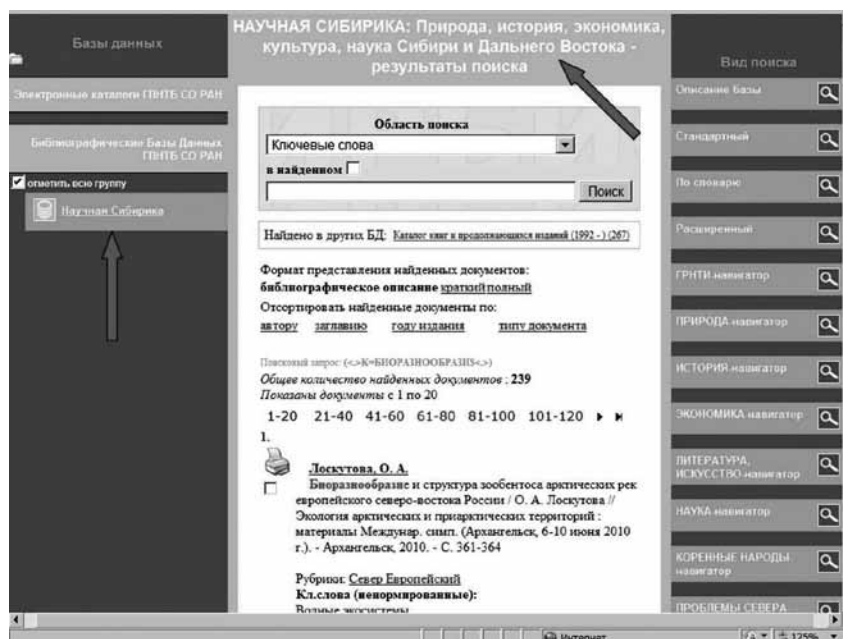 Базы данных
Электронные каталоги ГПНТБ СО РАН
Библиографические Базы Данных
ГПНТБ СО РАН
отметить всю группу
Научная Сибирика
НАУЧНАЯ СИБИРИКА: Природа, история, экономика,
культура, наука Сибири и Дальнего Востока -
результаты поиска
Область поиска
Ключевые слова
в найденном
Поиск
Найдено в других БД: Каталог книг и продолжающихся изданий (1992 - ) (267)
Формат представления найденных документов:
библиографическое описание краткий полный
Отсортировать найденные документы по:
автору заглавию году издания типу документа
Поисковый запрос: (<.>K=БИОРАЗНООБРАЗИЕ<.>)
Общее количество найденных документов : 239
Показаны документы с 1 по 20
1-20 21-40 41-60 61-80 81-100 101-120
1.
Лоскутова, О. А.
Биоразнообразие и структура зообентоса арктических рек
европейского северо-востока России / О. А. Лоскутова //
Экология арктических и приарктических территорий :
материалы Междунар. симп. (Архангельск, 6-10 июня 2010
г.). - Архангельск, 2010. - С. 361-364
Рубрики: Север Европейский
Кл.слова (ненормированные):
Водные экосистемы
Вид поиска
Описание базы
Стандартный
По словарю
Расширенный
ГРНТИ-навигатор
ПРИРОДА-навигатор
ИСТОРИЯ-навигатор
ЭКОНОМИКА-навигатор
ЛИТЕРАТУРА,
ИСКУССТВО-навигатор
НАУКА-навигатор
КОРЕННЫЕ НАРОДЫ-
навигатор
ПРОБЛЕМЫ СЕВЕРА
Интернет
125%